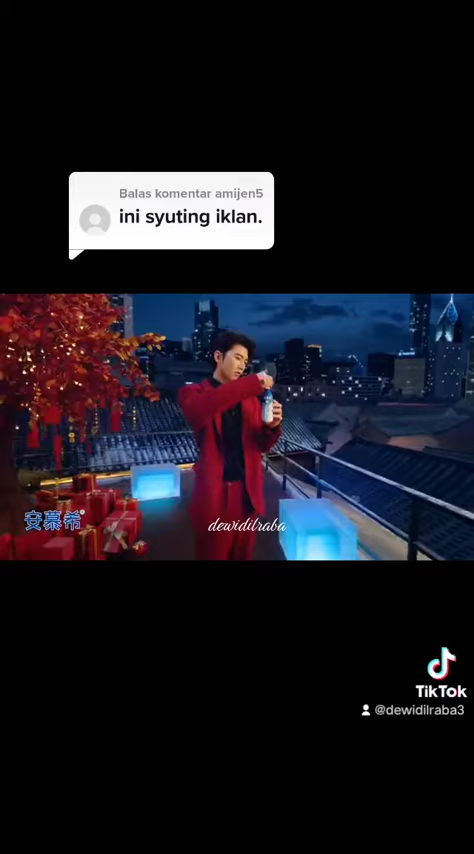 Balas komentar amijen5
ini syuting iklan.
安慕希
dewidilraba
TikTok
@dewidilraba3